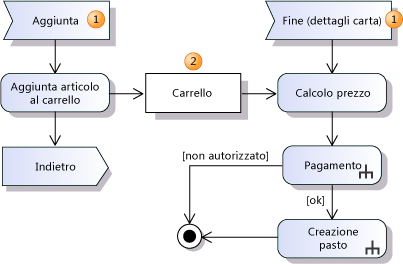 Aggiunta 1
Fine (dettagli carta) 1
Aggiunta articolo
al carrello
2
Carrello
Calcolo prezzo
Indietro
[non autorizzato]
Pagamento
[ok]
Creazione
pasto